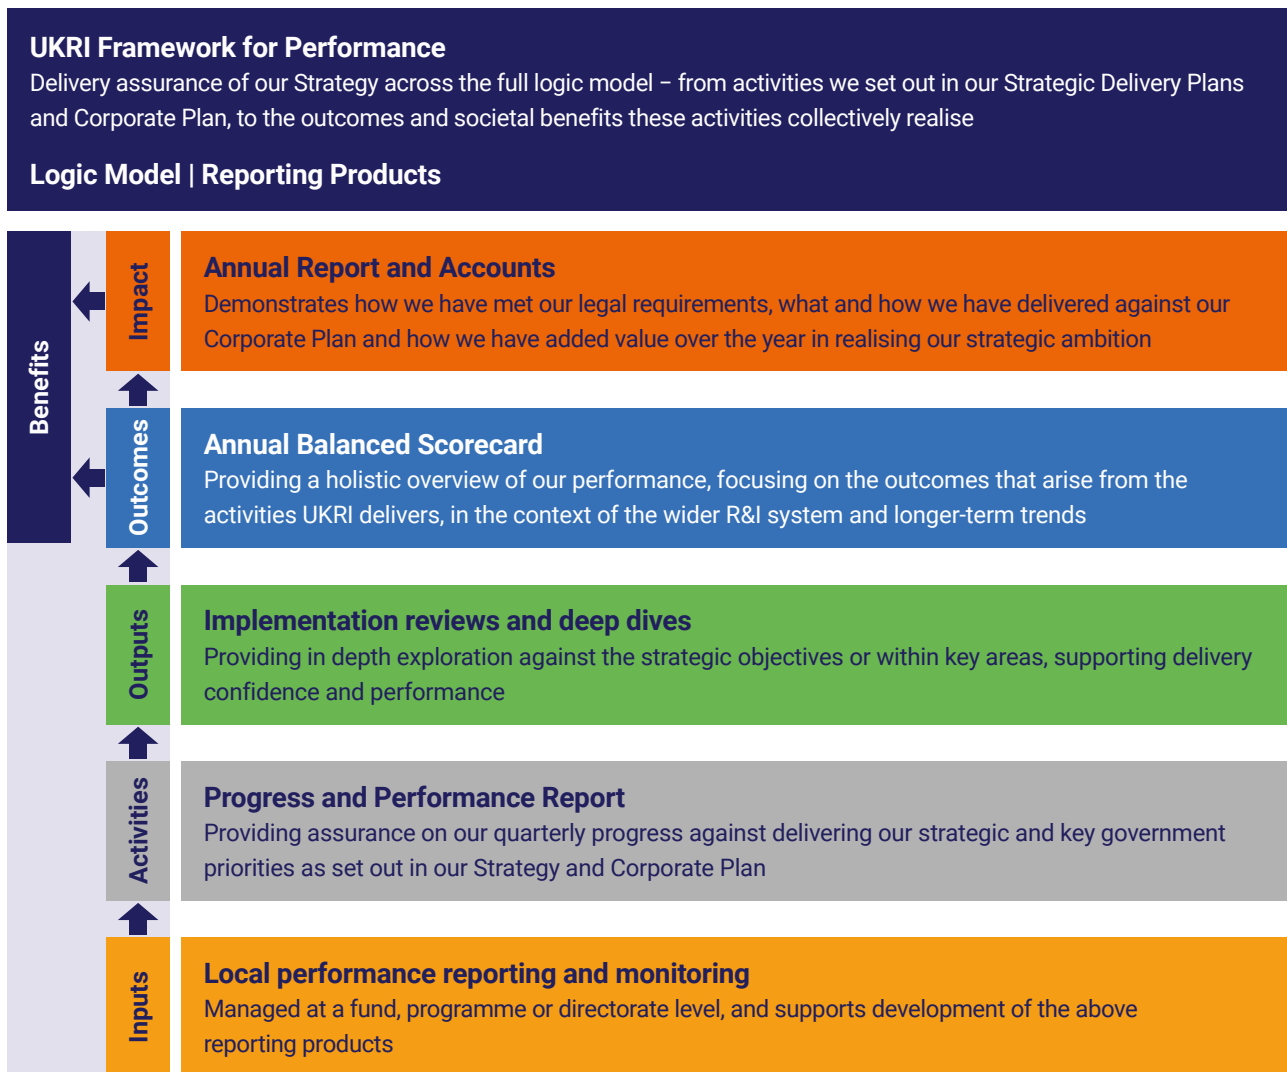 UKRI Framework for Performance
Delivery assurance of our Strategy across the full logic model – from activities we set out in our Strategic Delivery Plans
and Corporate Plan, to the outcomes and societal benefits these activities collectively realise
Logic Model | Reporting Products
Benefits
Impact
Annual Report and Accounts
Demonstrates how we have met our legal requirements, what and how we have delivered against our
Corporate Plan and how we have added value over the year in realising our strategic ambition
Outcomes
Annual Balanced Scorecard
Providing a holistic overview of our performance, focusing on the outcomes that arise from the
activities UKRI delivers, in the context of the wider R&I system and longer-term trends
Outputs
Implementation reviews and deep dives
Providing in depth exploration against the strategic objectives or within key areas, supporting delivery
confidence and performance
Activities
Progress and Performance Report
Providing assurance on our quarterly progress against delivering our strategic and key government
priorities as set out in our Strategy and Corporate Plan
Inputs
Local performance reporting and monitoring
Managed at a fund, programme or directorate level, and supports development of the above
reporting products